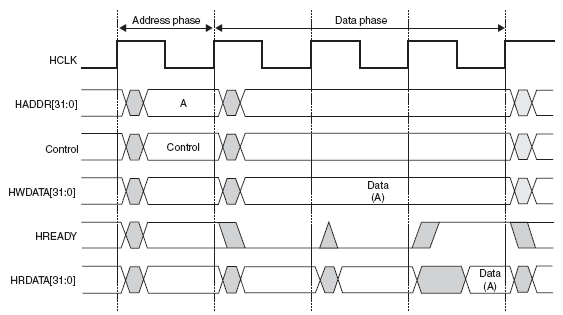 Address phase
Data phase
HCLK
HADDR[31:0]
A
Control
Control
HWDATA[31:0]
Data
(A)
HREADY
HRDATA[31:0]
Data
(A)